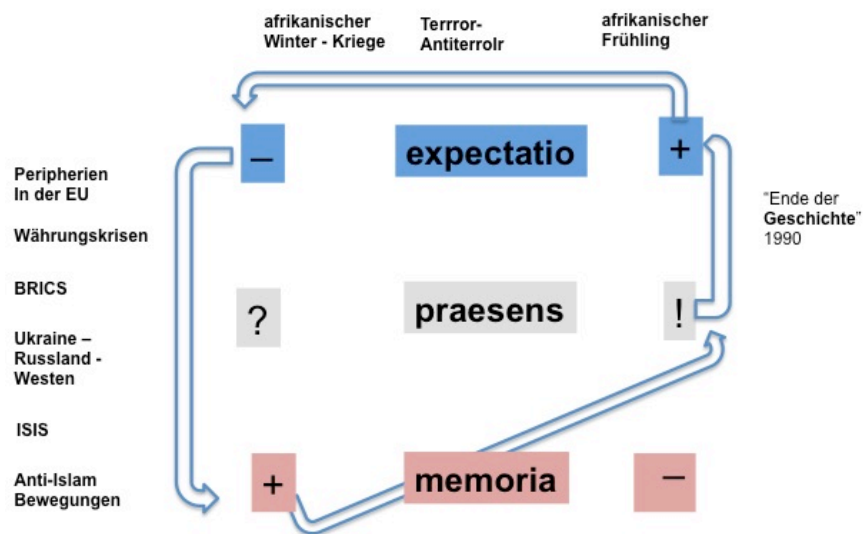 afrikanischer
Winter - Kriege
Terrror-
Antiterrolr
afrikanischer
Frühling
– expectatio +
Peripherien
In der EU
Währungskrisen
BRICS
Ukraine –
Russland -
Westen
ISIS
Anti-Islam
Bewegungen
"Ende der
Geschichte"
1990
? praesens !
+ memoria –